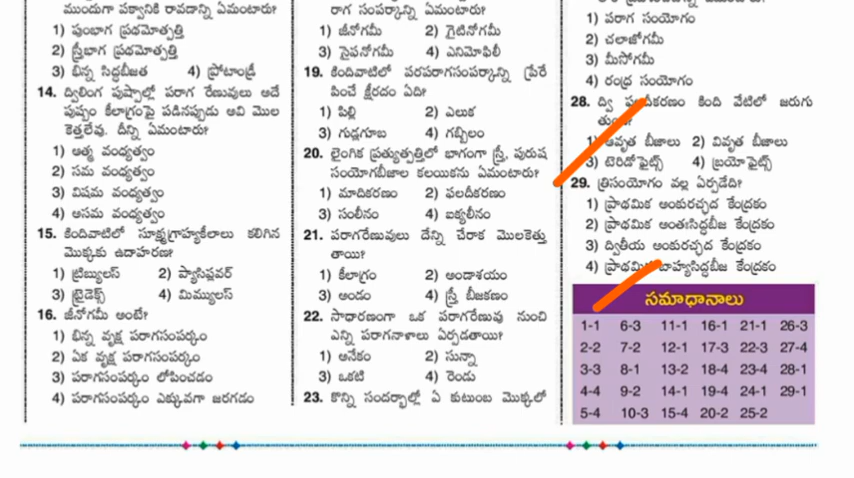 ముందుగా పక్వానికి రావడాన్ని ఏమంటారు?
1) పుంభాగ ప్రథమోత్పత్తి
2) స్త్రీభాగ ప్రథమోత్పత్తి
3) భిన్న సిద్ధబీజత 4) ప్రోటాండ్రీ
14. ద్విలింగ పుష్పాల్లో పరాగ రేణువులు అదే
పుష్పం కీలాగ్రంపై పడినప్పుడు అవి మొల
కెత్తలేవు. దీన్ని ఏమంటారు?
1) ఆత్మ వంధ్యత్వం
2) సమ వంధ్యత్వం
3) విషమ వంధ్యత్వం
4) అసమ వంధ్యత్వం
15. కిందివాటిలో సూక్ష్మగ్రాహ్యకీలాలు కలిగిన
మొక్కకు ఉదాహరణ?
1) ట్రిబ్యులస్ 2) ప్యాసిఫ్లవర్
3) ట్రైడెక్స్ 4) మిమ్యులస్
16. జీనోగమీ అంటే?
1) భిన్న వృక్ష పరాగసంపర్కం
2) ఏక వృక్ష పరాగసంపర్కం
3) పరాగసంపర్కం లోపించడం
4) పరాగసంపర్కం ఎక్కువగా జరగడం
రాగ సంపర్కాన్ని ఏమంటారు?
1) జీనోగమీ 2) గైటినోగమీ
3) సైఫనోగమీ 4) ఎనిమోఫిలీ
19. కిందివాటిలో పరపరాగసంపర్కాన్ని ప్రేరే
పించే క్షీరదం ఏది?
1) పిల్లి 2) ఎలుక
3) గుడ్లగూబ 4) గబ్బిలం
20. లైంగిక ప్రత్యుత్పత్తిలో భాగంగా స్త్రీ, పురుష
సంయోగబీజాల కలయికను ఏమంటారు?
1) మాదికరణం 2) ఫలదీకరణం
3) సంలీనం 4) ఐక్యలీనం
21. పరాగరేణువులు దేన్ని చేరాక మొలకెత్తు
తాయి?
1) కీలాగ్రం 2) అండాశయం
3) అండం 4) స్త్రీ బీజకణం
22. సాధారణంగా ఒక పరాగరేణువు నుంచి
ఎన్ని పరాగనాళాలు ఏర్పడతాయి?
1) అనేకం 2) సున్నా
3) ఒకటి 4) రెండు
23. కొన్ని సందర్భాల్లో ఏ కుటుంబ మొక్కలో
1) పరాగ సంయోగం
2) చలాజోగమీ
3) మీసోగమీ
4) రంధ్ర సంయోగం
28. ద్వి ఫలదీకరణం కింది వేటిలో జరుగు
తుంది?
1) ఆవృత బీజాలు 2) వివృత బీజాలు
3) టెరిడోఫైట్స్ 4) బ్రయోఫైట్స్
29. త్రిసంయోగం వల్ల ఏర్పడేది?
1) ప్రాథమిక అంకురచ్ఛద కేంద్రకం
2) ప్రాథమిక అంతఃసిద్ధబీజ కేంద్రకం
3) ద్వితీయ అంకురచ్ఛద కేంద్రకం
4) ప్రాథమిక బాహ్యసిద్ధబీజ కేంద్రకం
సమాధానాలు
1-1 6-3 11-1 16-1 21-1 26-3
2-2 7-2 12-1 17-3 22-3 27-4
3-3 8-1 13-2 18-4 23-4 28-1
4-4 9-2 14-1 19-4 24-1 29-1
5-4 10-3 15-4 20-2 25-2